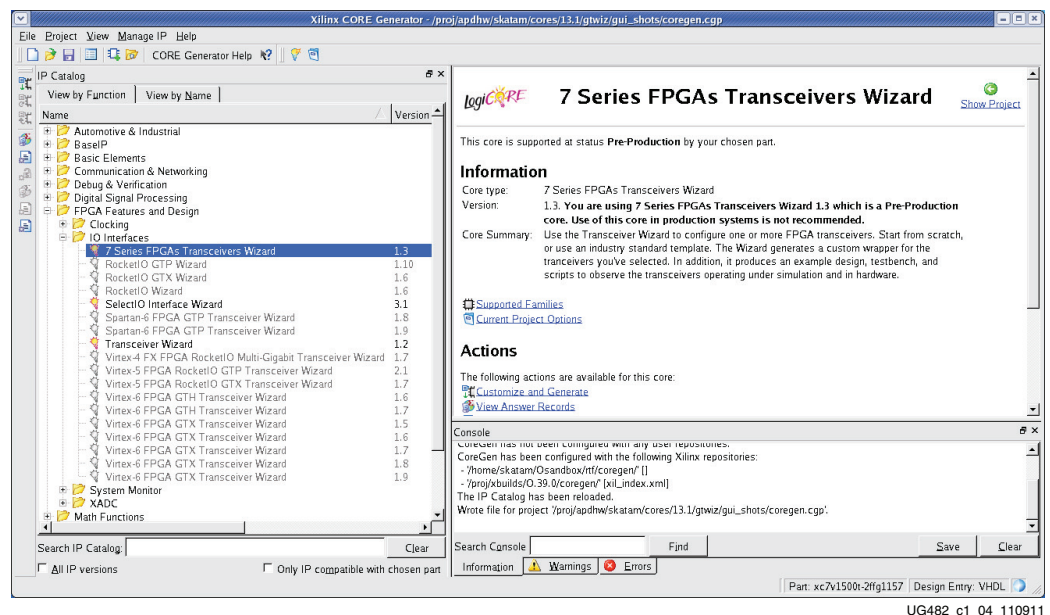 Xilinx CORE Generator - /proj/apdhw/skatam/cores/13.1/gtwiz/gui_shots/coregen.cgp
File Project View Manage IP Help
CORE Generator Help
IP Catalog
View by Function View by Name
Name Version
Automotive & Industrial
BaseIP
Basic Elements
Communication & Networking
Debug & Verification
Digital Signal Processing
FPGA Features and Design
Clocking
IO Interfaces
7 Series FPGAs Transceivers Wizard 1.3
RocketIO GTP Wizard 1.10
RocketIO GTX Wizard 1.6
RocketIO Wizard 1.6
SelectIO Interface Wizard 3.1
Spartan-6 FPGA GTP Transceiver Wizard 1.8
Spartan-6 FPGA GTP Transceiver Wizard 1.9
Transceiver Wizard 1.2
Virtex-4 FX FPGA RocketIO Multi-Gigabit Transceiver Wizard 1.7
Virtex-5 FPGA RocketIO GTP Transceiver Wizard 2.1
Virtex-5 FPGA RocketIO GTX Transceiver Wizard 1.7
Virtex-6 FPGA GTH Transceiver Wizard 1.6
Virtex-6 FPGA GTH Transceiver Wizard 1.7
Virtex-6 FPGA GTX Transceiver Wizard 1.5
Virtex-6 FPGA GTX Transceiver Wizard 1.6
Virtex-6 FPGA GTX Transceiver Wizard 1.7
Virtex-6 FPGA GTX Transceiver Wizard 1.8
Virtex-6 FPGA GTX Transceiver Wizard 1.9
System Monitor
XADC
Math Functions
Search IP Catalog: Clear
All IP versions Only IP compatible with chosen part
LogiCORE 7 Series FPGAs Transceivers Wizard Show Project
This core is supported at status Pre-Production by your chosen part.
Information
Core type: 7 Series FPGAs Transceivers Wizard
Version: 1.3. You are using 7 Series FPGAs Transceivers Wizard 1.3 which is a Pre-Production
core. Use of this core in production systems is not recommended.
Core Summary: Use the Transceiver Wizard to configure one or more FPGA transceivers. Start from scratch,
or use an industry standard template. The Wizard generates a custom wrapper for the
tranceivers you've selected. In addition, it produces an example design, testbench, and
scripts to observe the transceivers operating under simulation and in hardware.
Supported Families
Current Project Options
Actions
The following actions are available for this core:
Customize and Generate
View Answer Records
Console
CoreGen has not been configured with any user repositories.
CoreGen has been configured with the following Xilinx repositories:
- '/home/skatam/Osandbox/rtf/coregen/' []
- '/proj/xbuilds/O.39.0/coregen/' [xil_index.xml]
The IP Catalog has been reloaded.
Wrote file for project '/proj/apdhw/skatam/cores/13.1/gtwiz/gui_shots/coregen.cgp'.
Search Console Find Save Clear
Information Warnings Errors
Part: xc7v1500t-2ffg1157 Design Entry: VHDL
UG482_c1_04_110911